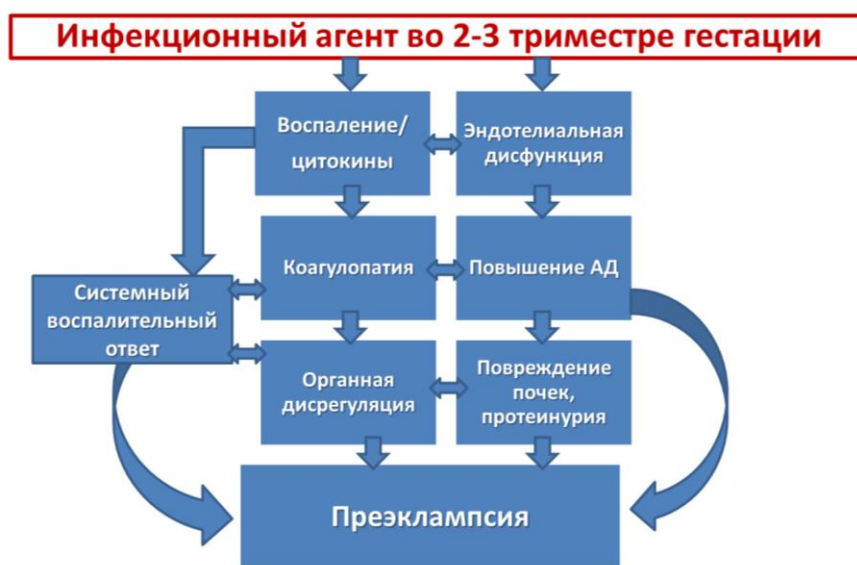 Инфекционный агент во 2-3 триместре гестации
Воспаление/
цитокины
Эндотелиальная
дисфункция
Коагулопатия
Повышение АД
Системный
воспалительный
ответ
Органная
дисрегуляция
Повреждение
почек,
протеинурия
Преэклампсия